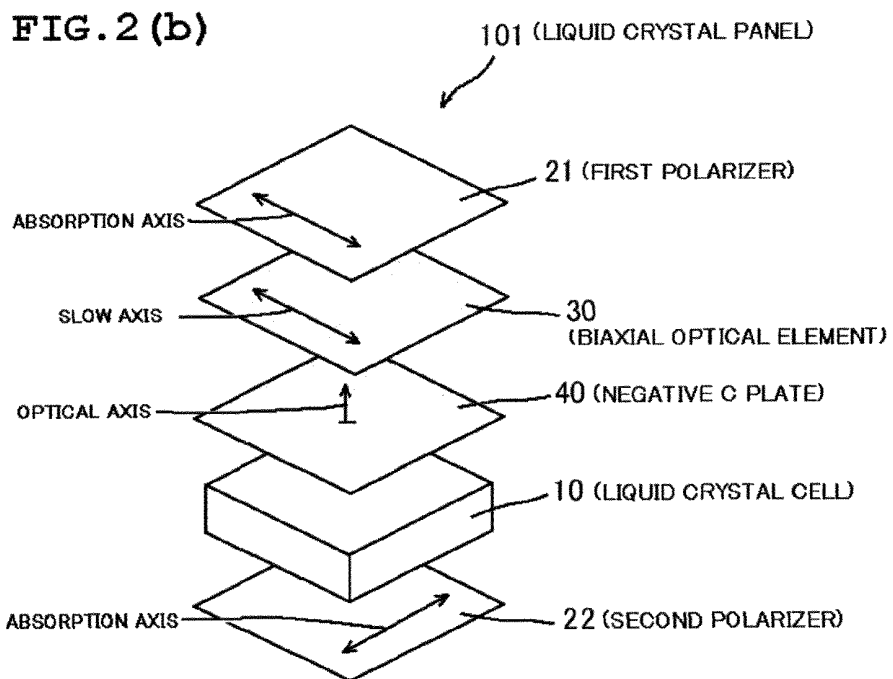 FIG.2(b)
101 (LIQUID CRYSTAL PANEL)
21 (FIRST POLARIZER)
ABSORPTION AXIS
SLOW AXIS
30
(BIAXIAL OPTICAL ELEMENT)
OPTICAL AXIS
40 (NEGATIVE C PLATE)
10 (LIQUID CRYSTAL CELL)
ABSORPTION AXIS
22 (SECOND POLARIZER)